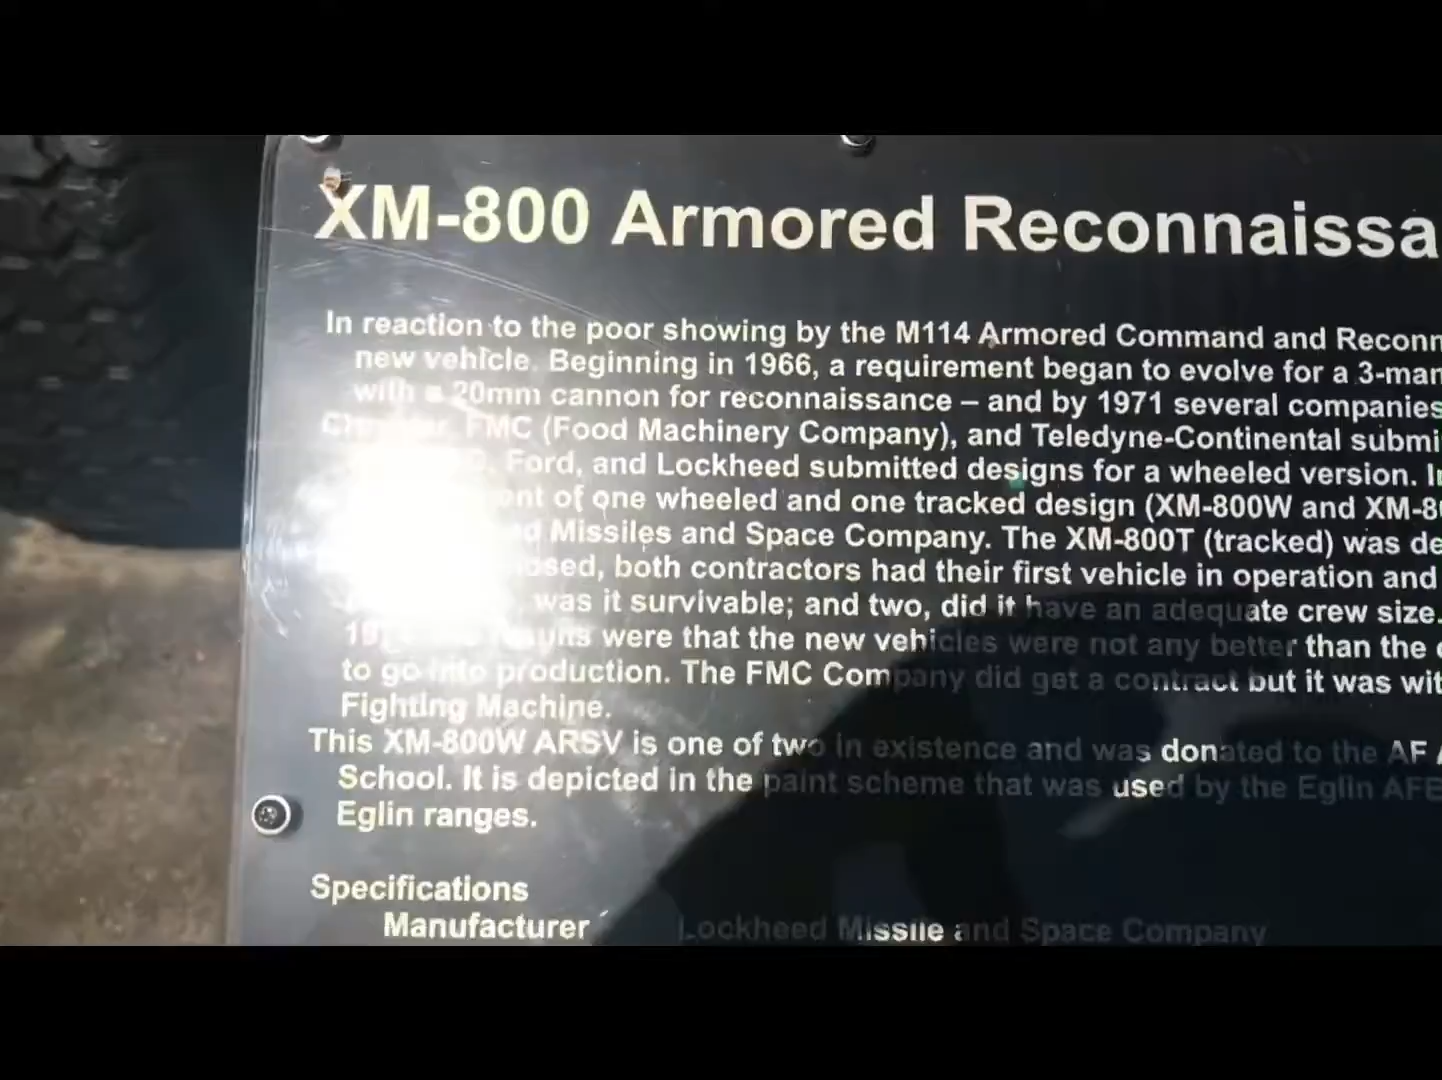 XM-800 Armored Reconnaissa
In reaction to the poor showing by the M114 Armored Command and Reconn
new vehicle. Beginning in 1966, a requirement began to evolve for a 3-man
with a 20mm cannon for reconnaissance – and by 1971 several companies
FMC (Food Machinery Company), and Teledyne-Continental submi
Ford, and Lockheed submitted designs for a wheeled version. I
of one wheeled and one tracked design (XM-800W and XM-8
Missiles and Space Company. The XM-800T (tracked) was de
both contractors had their first vehicle in operation and
was it survivable; and two, did it have an adequate crew size.
were that the new vehicles were not any better than the
to go into production. The FMC Company did get a contract but it was wit
Fighting Machine.
This XM-800W ARSV is one of two in existence and was donated to the AF
School. It is depicted in the paint scheme that was used by the Eglin AFB
Eglin ranges.
Specifications
Manufacturer Lockheed Missile and Space Company